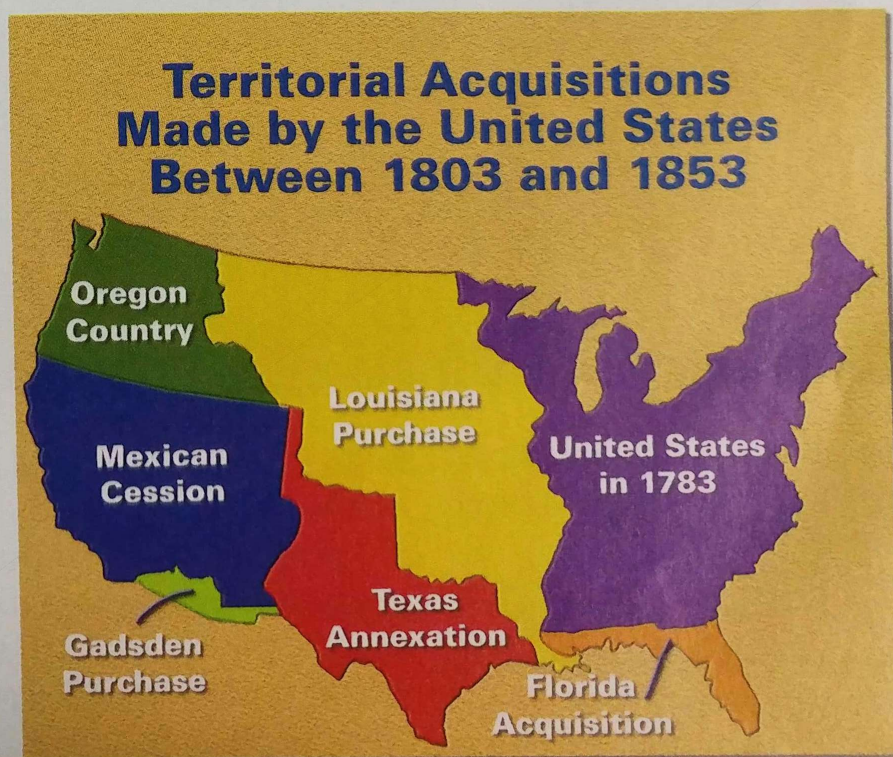 Territorial Acquisitions
Made by the United States
Between 1803 and 1853
Oregon
Country
Louisiana
Purchase
Mexican
Cession
United States
in 1783
Texas
Annexation
Gadsden
Purchase
Florida
Acquisition